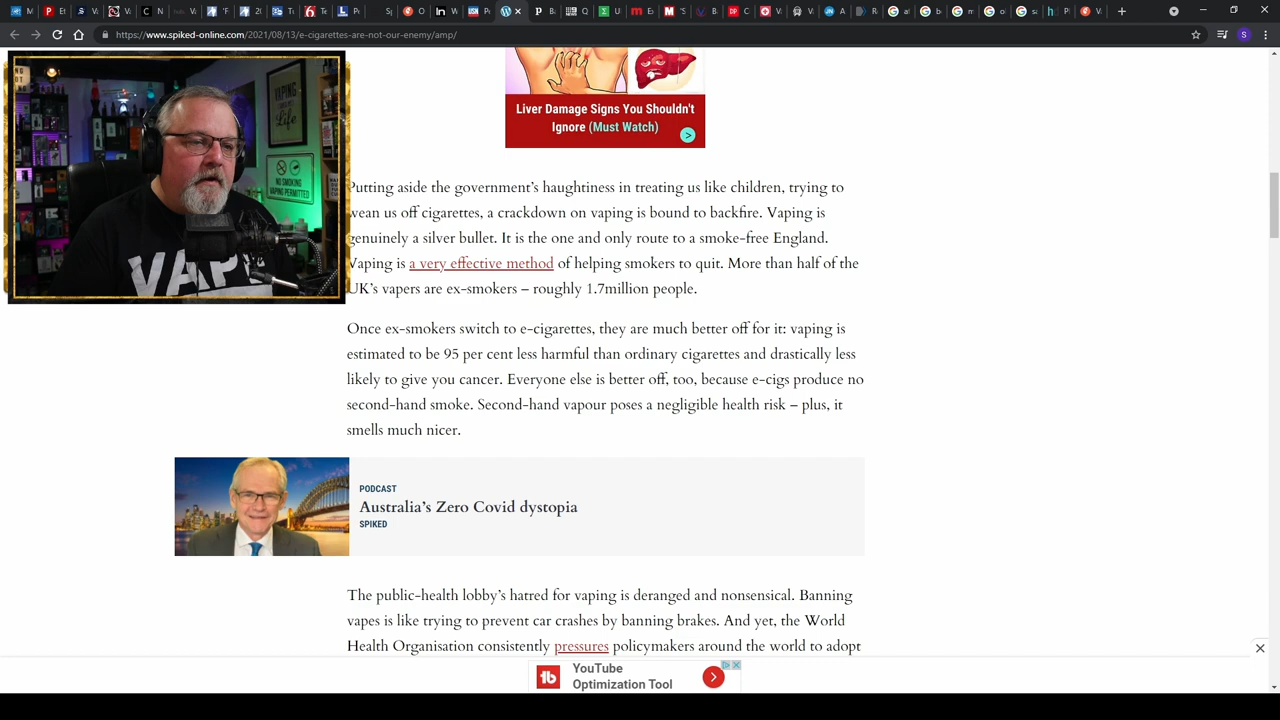 https://www.spiked-online.com/2021/08/13/e-cigarettes-are-not-our-enemy/amp/
VAPING
Life
NO SMOKING
VAPING PERMITTED
VAPE
Liver Damage Signs You Shouldn't
Ignore (Must Watch)
Putting aside the government's haughtiness in treating us like children, trying to
wean us off cigarettes, a crackdown on vaping is bound to backfire. Vaping is
genuinely a silver bullet. It is the one and only route to a smoke-free England.
Vaping is a very effective method of helping smokers to quit. More than half of the
UK's vapers are ex-smokers – roughly 1.7million people.
Once ex-smokers switch to e-cigarettes, they are much better off for it: vaping is
estimated to be 95 per cent less harmful than ordinary cigarettes and drastically less
likely to give you cancer. Everyone else is better off, too, because e-cigs produce no
second-hand smoke. Second-hand vapour poses a negligible health risk – plus, it
smells much nicer.
PODCAST
Australia's Zero Covid dystopia
SPIKED
The public-health lobby's hatred for vaping is deranged and nonsensical. Banning
vapes is like trying to prevent car crashes by banning brakes. And yet, the World
Health Organisation consistently pressures policymakers around the world to adopt
YouTube
Optimization Tool